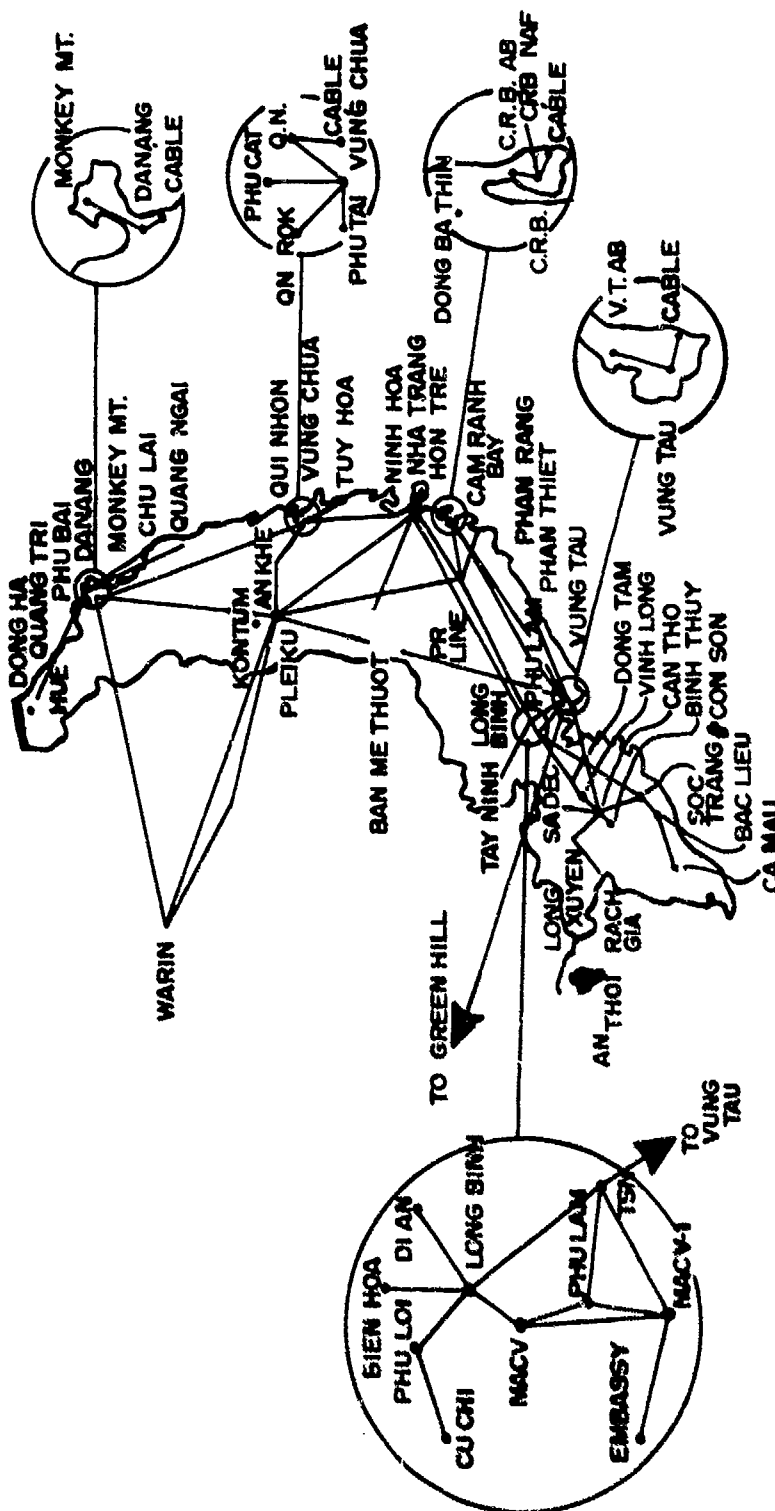 MONKEY MT.
DANANG
CABLE
PHU CAT
Q.N.
CABLE
QN ROK
PHU TAI
VUNG CHUA
DONG BA THIN
C.R.B. AB
CRB NAF
CABLE
C.R.B.
V.T. AB
CABLE
VUNG TAU
DONG HA
QUANG TRI
PHU BAI
DANANG
HUE
MONKEY MT.
CHU LAI
QUANG NGAI
QUI NHON
VUNG CHUA
TUY HOA
NINH HOA
NHA TRANG
HON TRE
CAM RANH
BAY
PHAN RANG
PHAN THIET
VUNG TAU
DONG TAM
VINH LONG
CAN THO
BINH THUY
CON SON
KONTUM
AN KHE
PLEIKU
BAN ME THUOT
PR
LINE
PHU LAM
LONG
BINH
TAY NINH
SA DEC
SOC
TRANG
BAC LIEU
CA MAU
LONG
XUYEN
RACH
GIA
AN
THOI
WARIN
TO GREEN HILL
BIEN HOA
DI AN
PHU LOI
LONG BINH
CU CHI
MACV
PHU LAM
TSN
EMBASSY
MACV-1
TO
VUNG
TAU